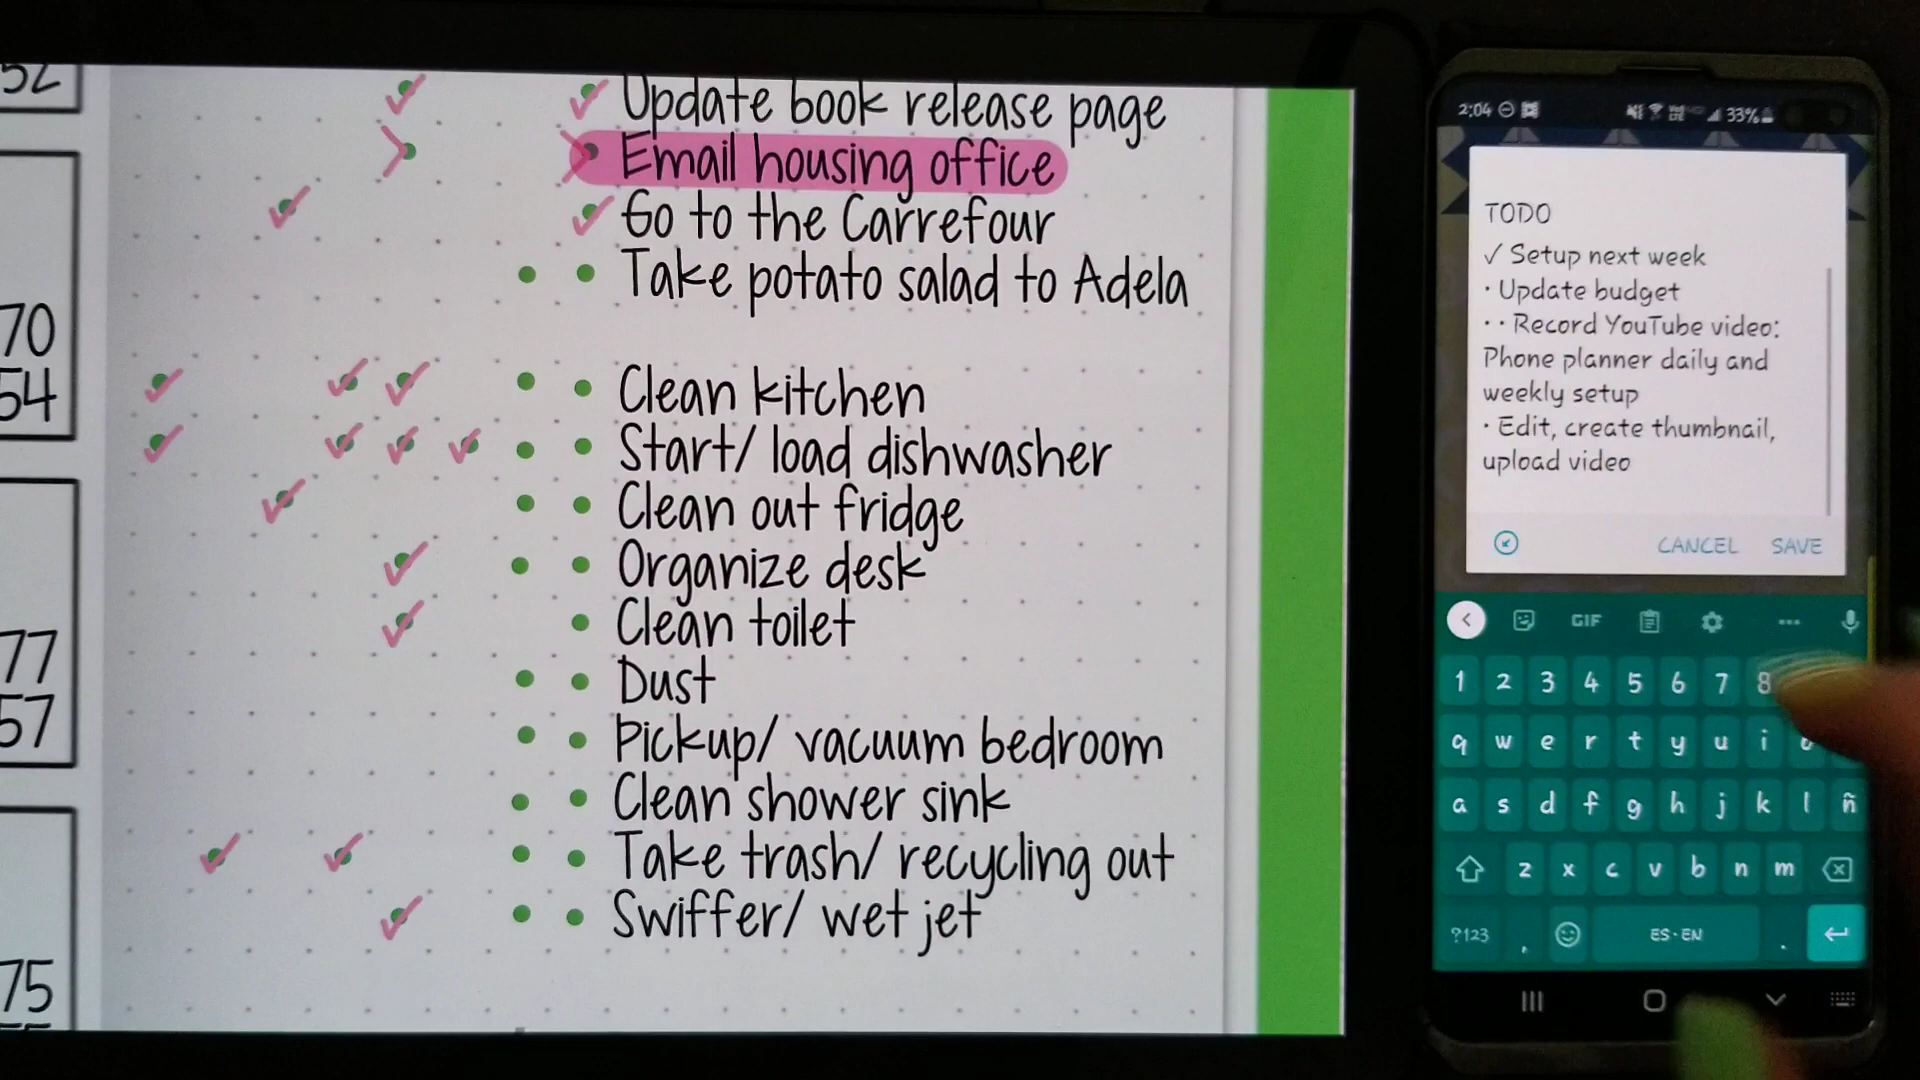 52
70
54
77
57
75
Update book release page
Email housing office
Go to the Carrefour
Take potato salad to Adela
Clean kitchen
Start/ load dishwasher
Clean out fridge
Organize desk
Clean toilet
Dust
Pickup/ vacuum bedroom
Clean shower sink
Take trash/ recycling out
Swiffer/ wet jet
2:04 33%
TODO
✓ Setup next week
· Update budget
· · Record YouTube video:
Phone planner daily and
weekly setup
· Edit, create thumbnail,
upload video
CANCEL SAVE
GIF
1 2 3 4 5 6 7 8
q w e r t y u i o
a s d f g h j k l ñ
z x c v b n m
?123 , ES·EN .